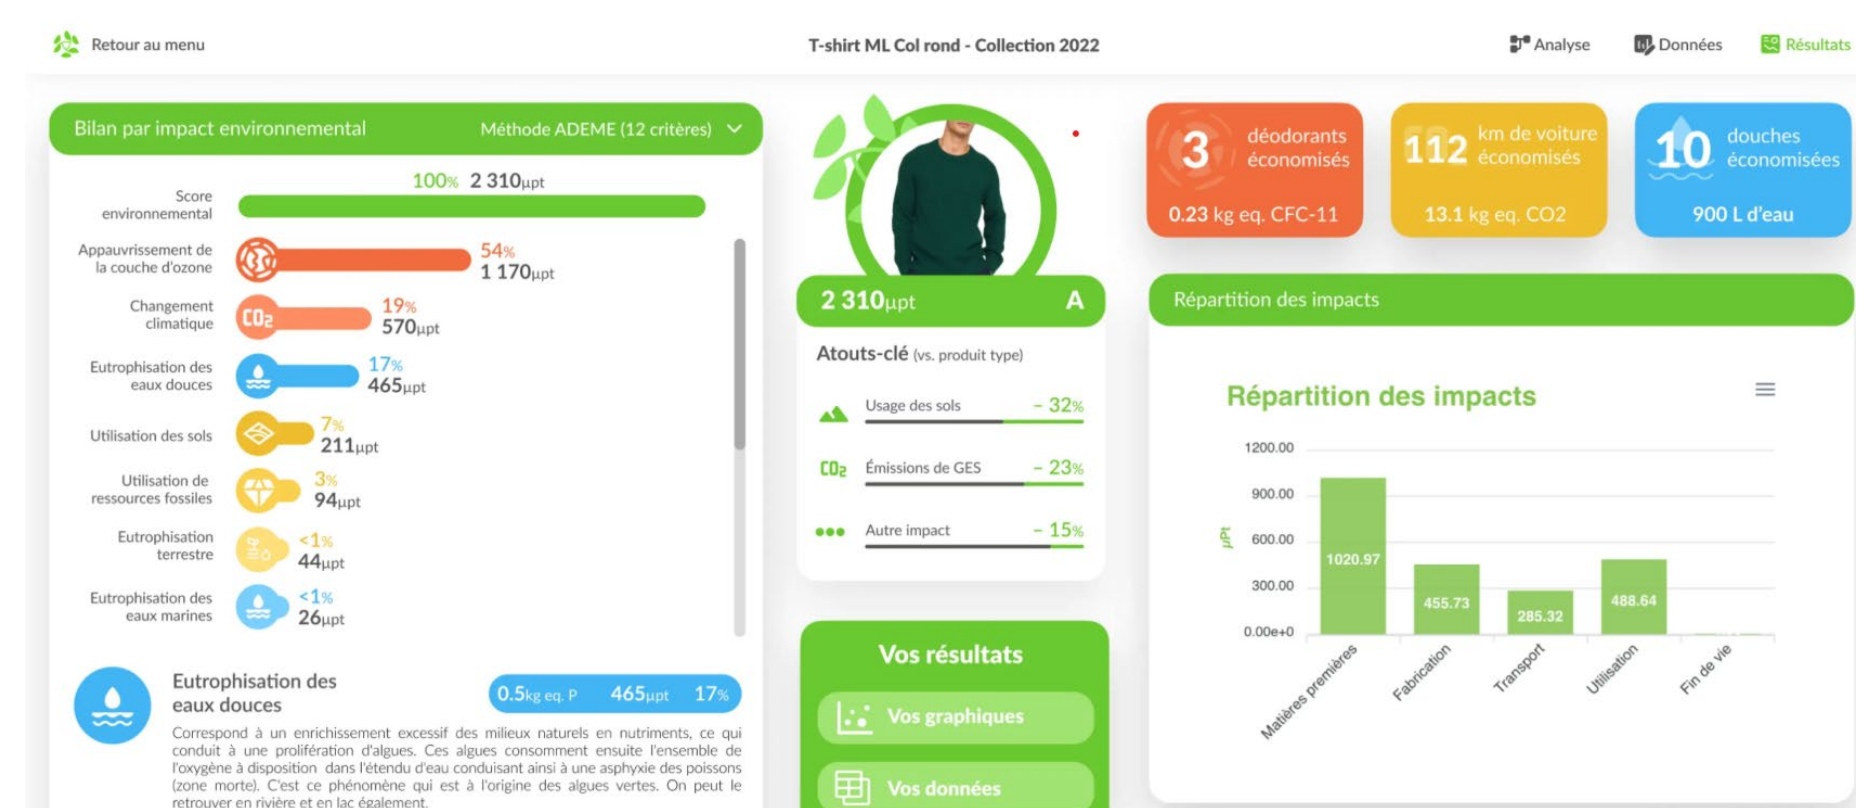 Retour au menu
T-shirt ML Col rond - Collection 2022
Analyse
Données
Résultats
Bilan par impact environnemental
Méthode ADEME (12 critères)
Score
environnemental
100% 2 310µpt
Appauvrissement de
la couche d'ozone
54%
1 170µpt
Changement
climatique
CO2
19%
570µpt
Eutrophisation des
eaux douces
17%
465µpt
Utilisation des sols
7%
211µpt
Utilisation de
ressources fossiles
3%
94µpt
Eutrophisation
terrestre
<1%
44µpt
Eutrophisation des
eaux marines
<1%
26µpt
Eutrophisation des
eaux douces
0.5kg eq. P 465µpt 17%
Correspond à un enrichissement excessif des milieux naturels en nutriments, ce qui
conduit à une prolifération d'algues. Ces algues consomment ensuite l'ensemble de
l'oxygène à disposition dans l'étendu d'eau conduisant ainsi à une asphyxie des poissons
(zone morte). C'est ce phénomène qui est à l'origine des algues vertes. On peut le
retrouver en rivière et en lac également.
2 310µpt A
Atouts-clé (vs. produit type)
Usage des sols - 32%
CO2 Émissions de GES - 23%
Autre impact - 15%
Vos résultats
Vos graphiques
Vos données
3 déodorants
économisés
0.23 kg eq. CFC-11
112 km de voiture
économisés
13.1 kg eq. CO2
10 douches
économisées
900 L d'eau
Répartition des impacts
Répartition des impacts
µPt
1200.00
900.00
600.00
300.00
0.00e+0
1020.97
455.73
285.32
488.64
Matières premières
Fabrication
Transport
Utilisation
Fin de vie